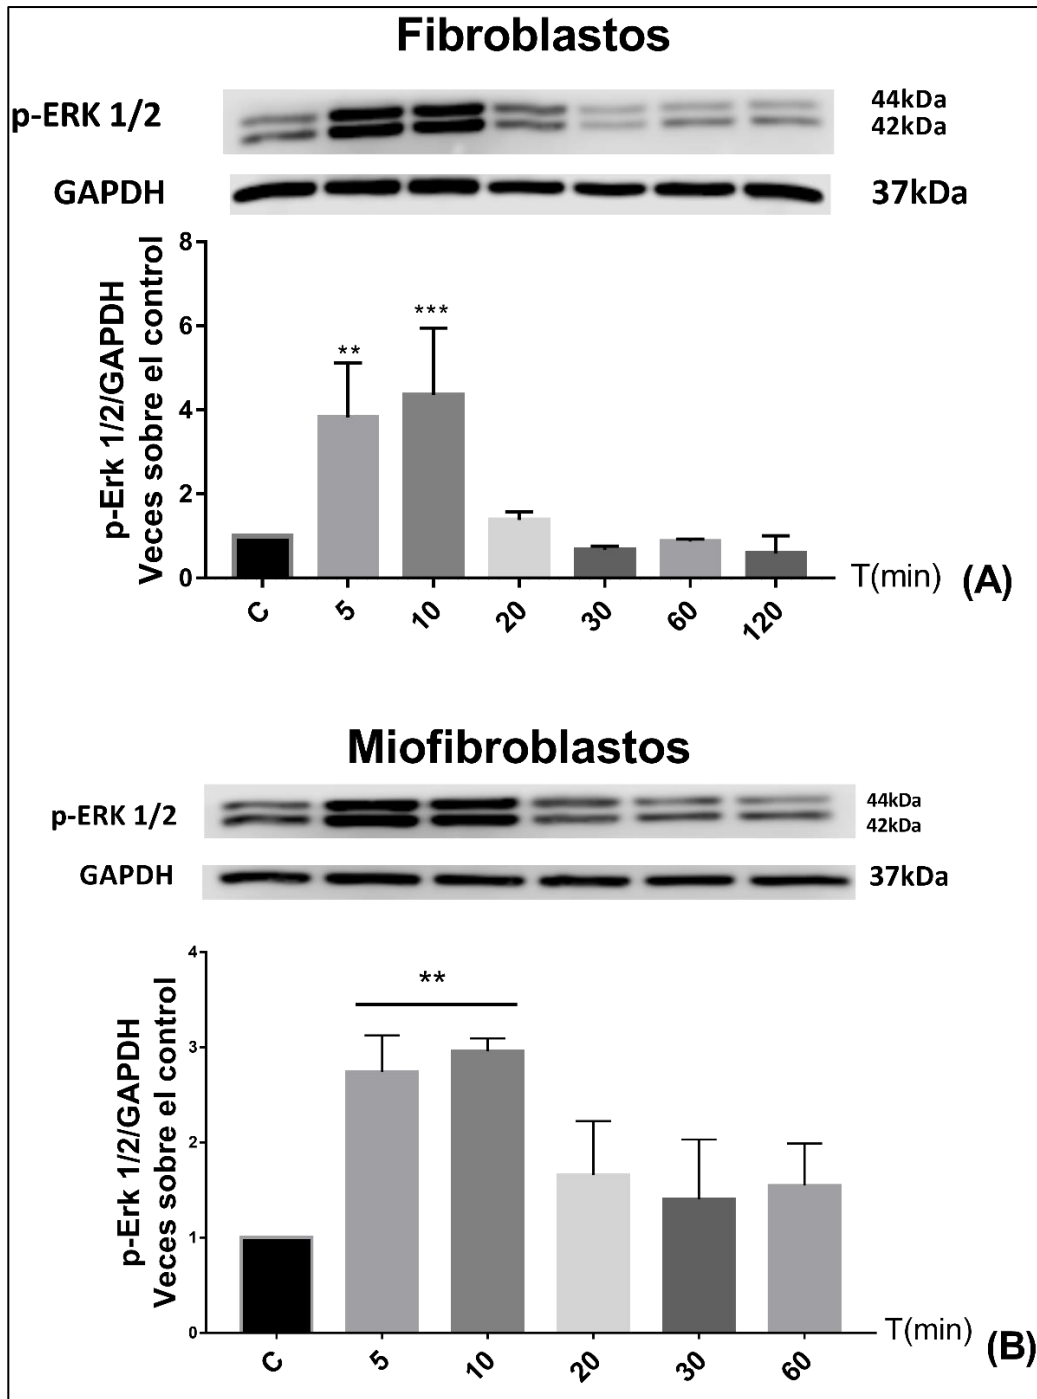 Fibroblastos
p-ERK 1/2
44kDa
42kDa
GAPDH
37kDa
p-Erk 1/2/GAPDH
Veces sobre el control
8
6
4
2
0
**
***
C
5
10
20
30
60
120
T(min)
(A)
Miofibroblastos
p-ERK 1/2
44kDa
42kDa
GAPDH
37kDa
p-Erk 1/2/GAPDH
Veces sobre el control
4
3
2
1
0
**
C
5
10
20
30
60
T(min)
(B)